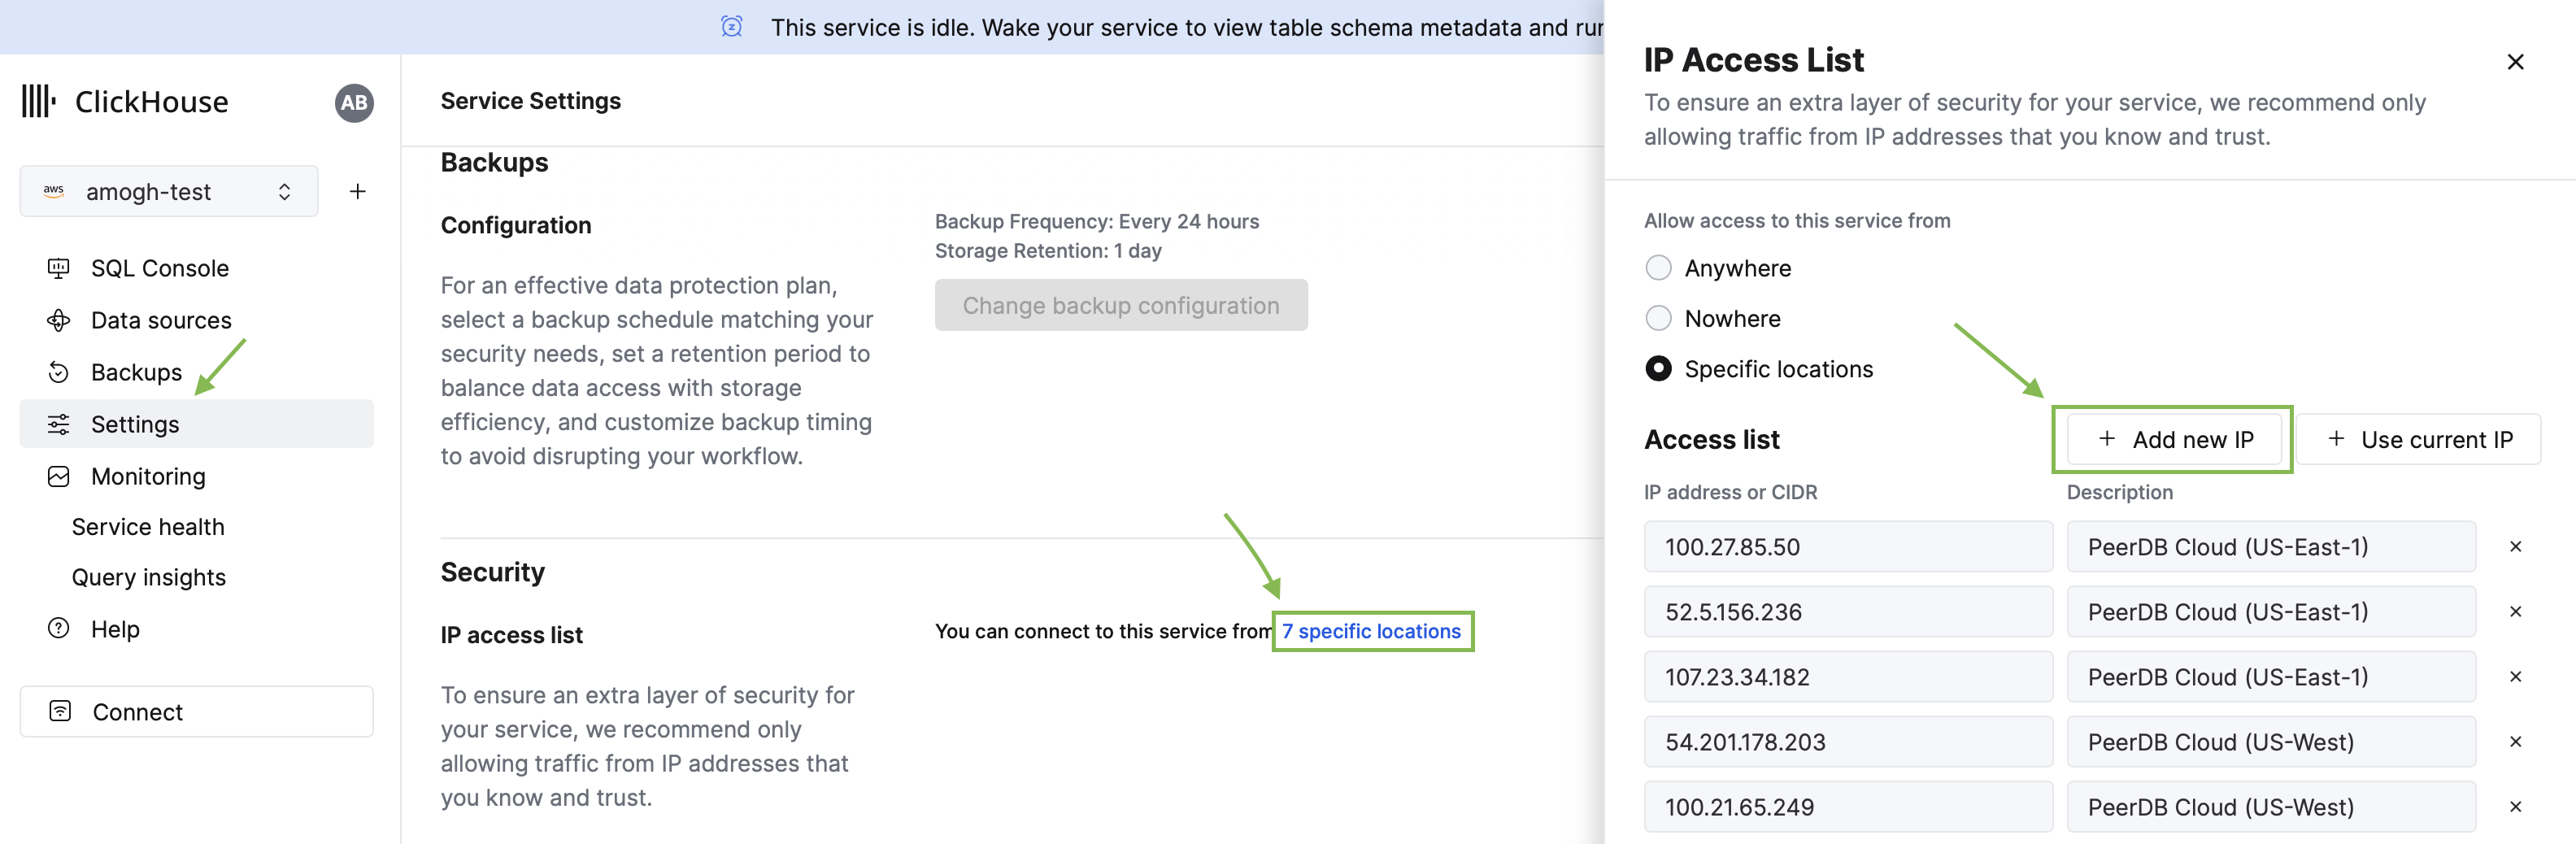 This service is idle. Wake your service to view table schema metadata and run
ClickHouse
AB
aws
amogh-test
SQL Console
Data sources
Backups
Settings
Monitoring
Service health
Query insights
Help
Connect
Service Settings
Backups
Configuration
For an effective data protection plan,
select a backup schedule matching your
security needs, set a retention period to
balance data access with storage
efficiency, and customize backup timing
to avoid disrupting your workflow.
Backup Frequency: Every 24 hours
Storage Retention: 1 day
Change backup configuration
Security
IP access list
To ensure an extra layer of security for
your service, we recommend only
allowing traffic from IP addresses that
you know and trust.
You can connect to this service from 7 specific locations
IP Access List
To ensure an extra layer of security for your service, we recommend only
allowing traffic from IP addresses that you know and trust.
Allow access to this service from
Anywhere
Nowhere
Specific locations
Access list
+ Add new IP
+ Use current IP
IP address or CIDR Description
100.27.85.50 PeerDB Cloud (US-East-1)
52.5.156.236 PeerDB Cloud (US-East-1)
107.23.34.182 PeerDB Cloud (US-East-1)
54.201.178.203 PeerDB Cloud (US-West)
100.21.65.249 PeerDB Cloud (US-West)